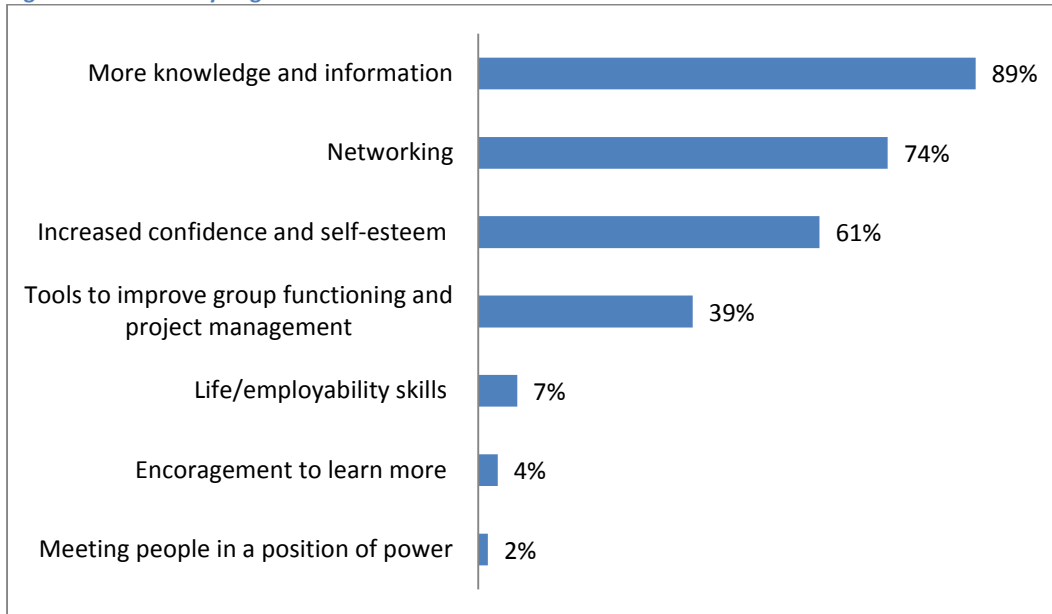 More knowledge and information
89%
Networking
74%
Increased confidence and self-esteem
61%
Tools to improve group functioning and
project management
39%
Life/employability skills
7%
Encoragement to learn more
4%
Meeting people in a position of power
2%